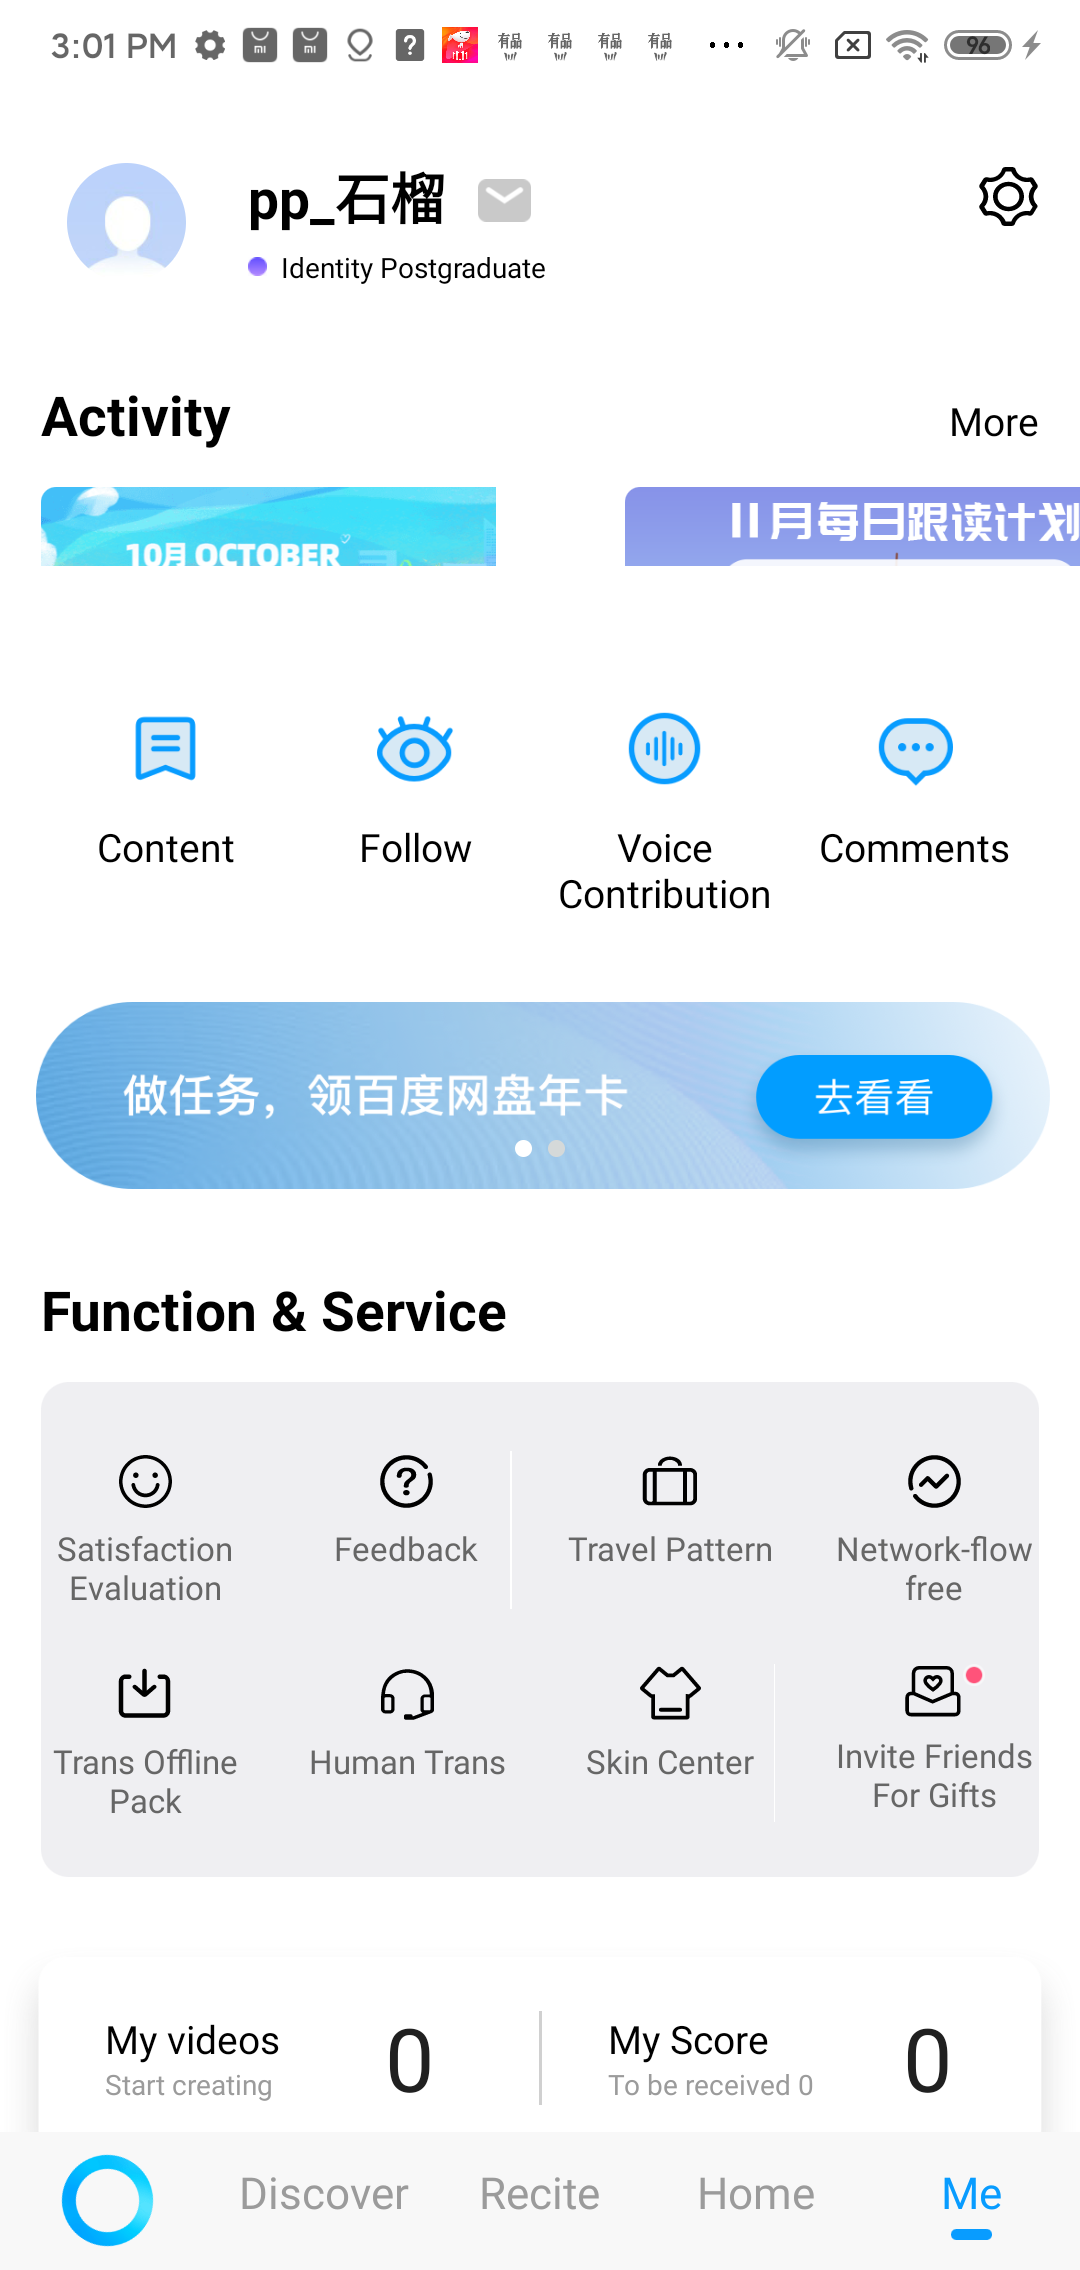 3:01 PM
96
pp_石榴
Identity Postgraduate
Activity
More
10月 OCTOBER
11月每日跟读计划
Content
Follow
Voice
Contribution
Comments
做任务，领百度网盘年卡
去看看
Function & Service
Satisfaction
Evaluation
Feedback
Travel Pattern
Network-flow
free
Trans Offline
Pack
Human Trans
Skin Center
Invite Friends
For Gifts
My videos
Start creating
0
My Score
To be received 0
0
Discover
Recite
Home
Me